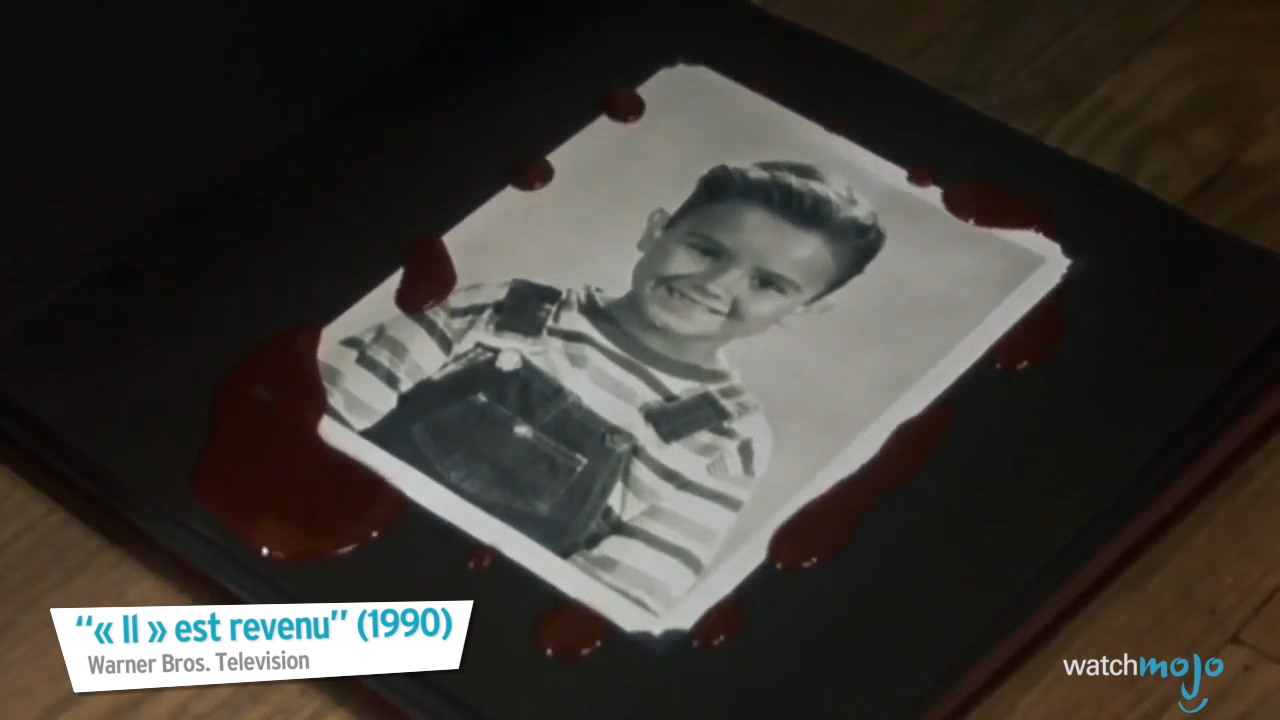 “« Il » est revenu” (1990)
Warner Bros. Television
watchmojo